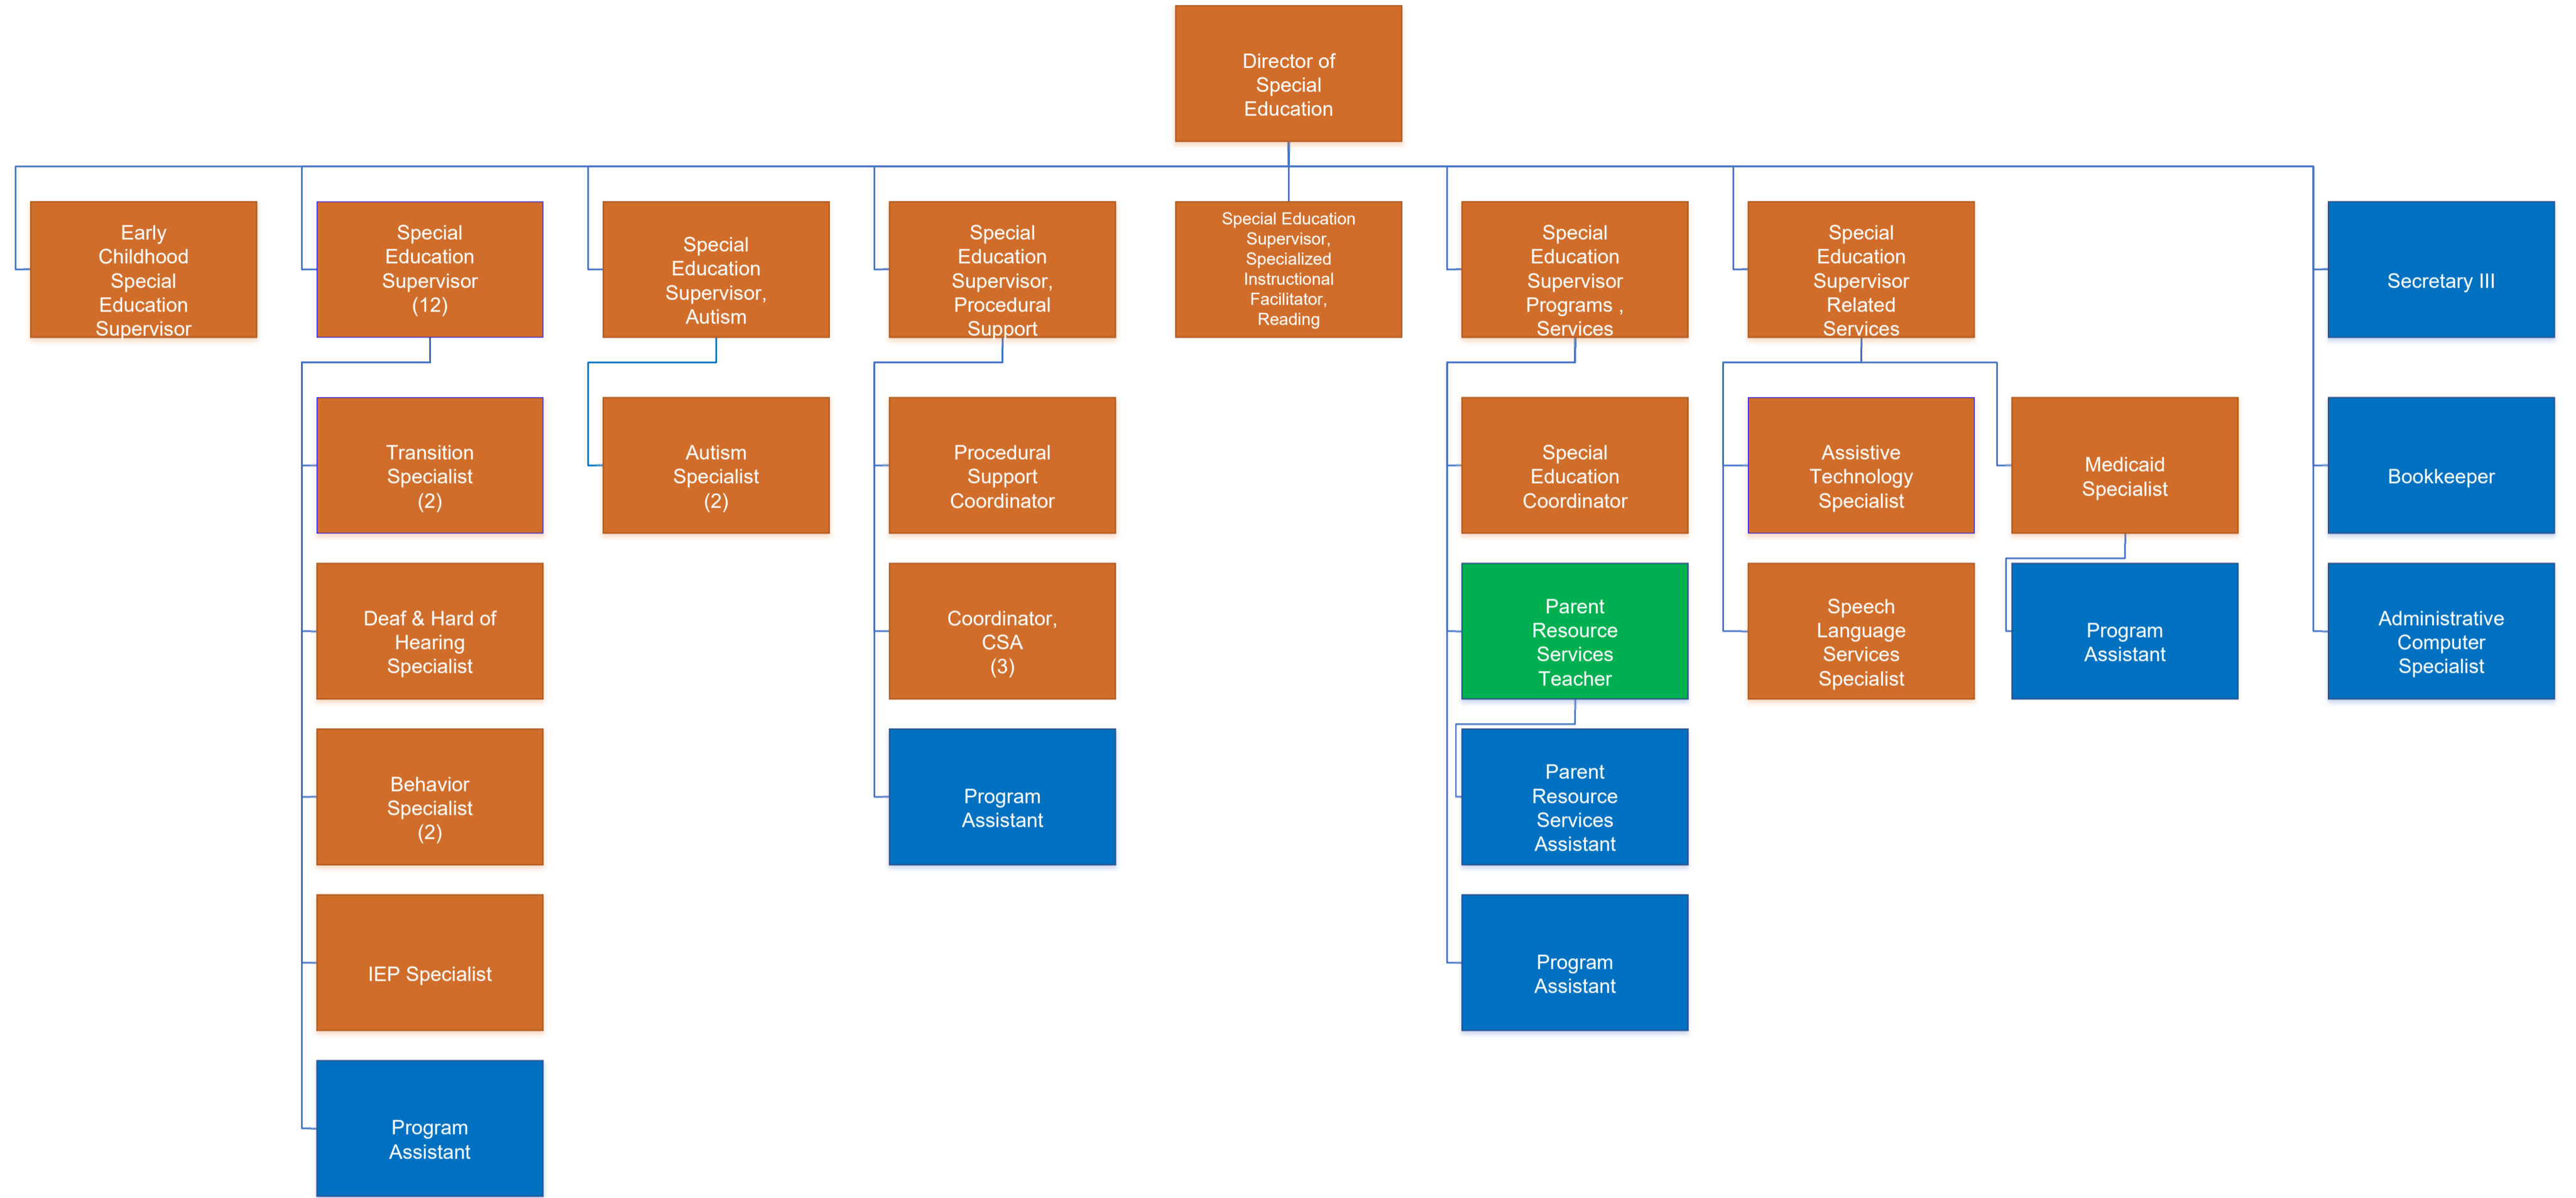 Director of
Special
Education
Early
Childhood
Special
Education
Supervisor
Special
Education
Supervisor
(12)
Special
Education
Supervisor,
Autism
Special
Education
Supervisor,
Procedural
Support
Special Education
Supervisor,
Specialized
Instructional
Facilitator,
Reading
Special
Education
Supervisor
Programs ,
Services
Special
Education
Supervisor
Related
Services
Secretary III
Transition
Specialist
(2)
Autism
Specialist
(2)
Procedural
Support
Coordinator
Special
Education
Coordinator
Assistive
Technology
Specialist
Medicaid
Specialist
Bookkeeper
Deaf & Hard of
Hearing
Specialist
Coordinator,
CSA
(3)
Parent
Resource
Services
Teacher
Speech
Language
Services
Specialist
Program
Assistant
Administrative
Computer
Specialist
Behavior
Specialist
(2)
Program
Assistant
Parent
Resource
Services
Assistant
IEP Specialist
Program
Assistant
Program
Assistant